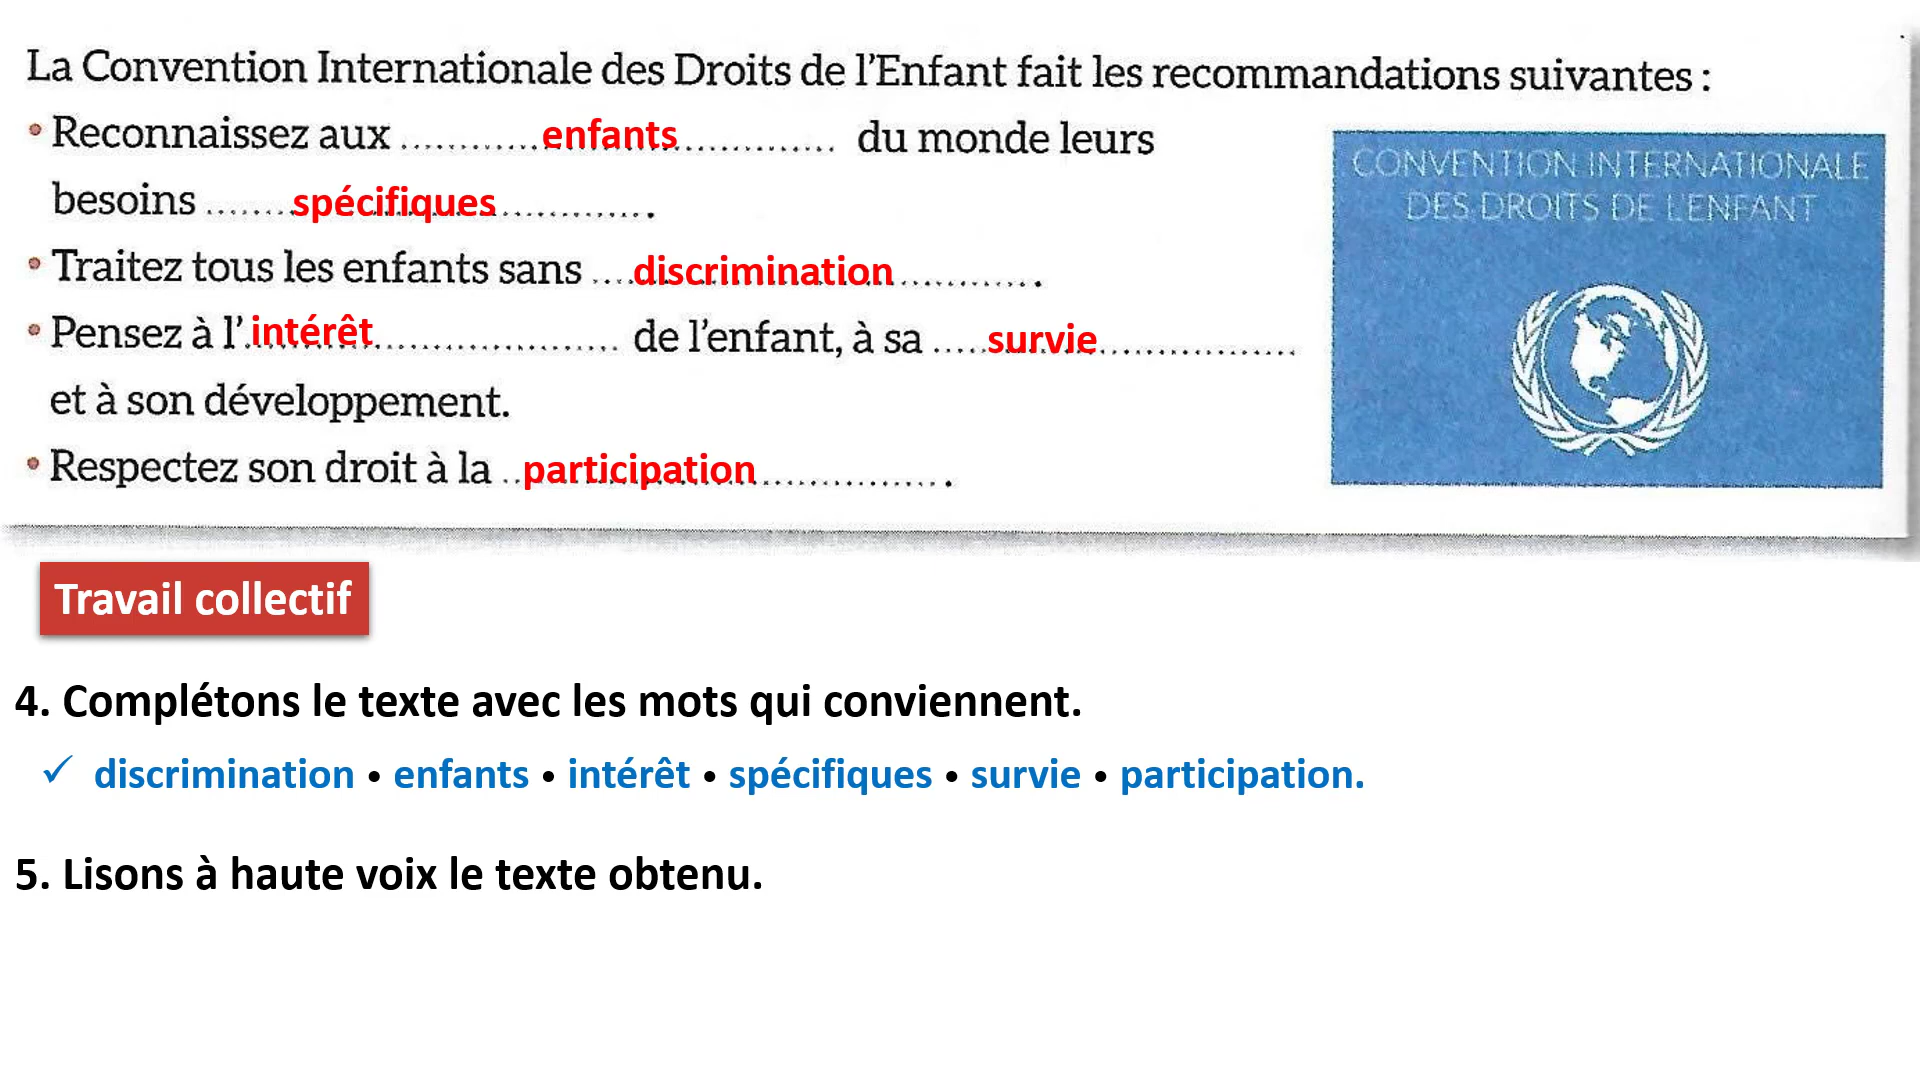 La Convention Internationale des Droits de l'Enfant fait les recommandations suivantes :
• Reconnaissez aux ............enfants............ du monde leurs
besoins ........spécifiques.............
• Traitez tous les enfants sans ....discrimination.............
• Pensez à l'.intérêt...................... de l'enfant, à sa .....survie..................
et à son développement.
• Respectez son droit à la ..participation.................
CONVENTION INTERNATIONALE
DES DROITS DE L'ENFANT
Travail collectif
4. Complétons le texte avec les mots qui conviennent.
✓ discrimination • enfants • intérêt • spécifiques • survie • participation.
5. Lisons à haute voix le texte obtenu.